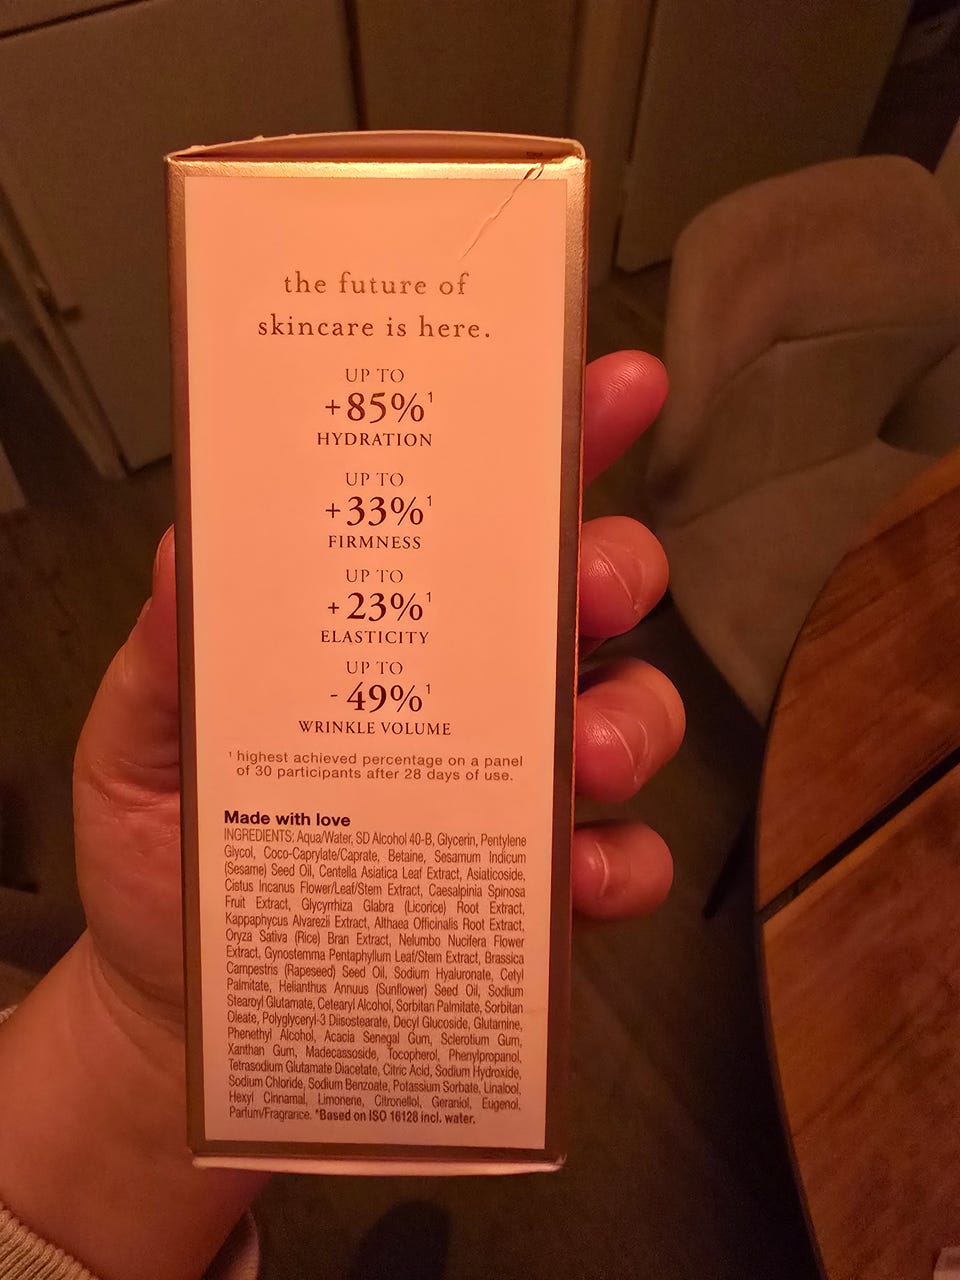 the future of
skincare is here.
UP TO
+85%¹
HYDRATION
UP TO
+33%¹
FIRMNESS
UP TO
+23%¹
ELASTICITY
UP TO
- 49%¹
WRINKLE VOLUME
¹ highest achieved percentage on a panel
of 30 participants after 28 days of use.
Made with love
INGREDIENTS: Aqua/Water, SD Alcohol 40-B, Glycerin, Pentylene
Glycol, Coco-Caprylate/Caprate, Betaine, Sesamum Indicum
(Sesame) Seed Oil, Centella Asiatica Leaf Extract, Asiaticoside,
Cistus Incanus Flower/Leaf/Stem Extract, Caesalpinia Spinosa
Fruit Extract, Glycyrrhiza Glabra (Licorice) Root Extract,
Kappaphycus Alvarezii Extract, Althaea Officinalis Root Extract,
Oryza Sativa (Rice) Bran Extract, Nelumbo Nucifera Flower
Extract, Gynostemma Pentaphyllum Leaf/Stem Extract, Brassica
Campestris (Rapeseed) Seed Oil, Sodium Hyaluronate, Cetyl
Palmitate, Helianthus Annuus (Sunflower) Seed Oil, Sodium
Stearoyl Glutamate, Cetearyl Alcohol, Sorbitan Palmitate, Sorbitan
Oleate, Polyglyceryl-3 Diisostearate, Decyl Glucoside, Glutamine,
Phenethyl Alcohol, Acacia Senegal Gum, Sclerotium Gum,
Xanthan Gum, Madecassoside, Tocopherol, Phenylpropanol,
Tetrasodium Glutamate Diacetate, Citric Acid, Sodium Hydroxide,
Sodium Chloride, Sodium Benzoate, Potassium Sorbate, Linalool,
Hexyl Cinnamal, Limonene, Citronellol, Geraniol, Eugenol,
Parfum/Fragrance. *Based on ISO 16128 incl. water.